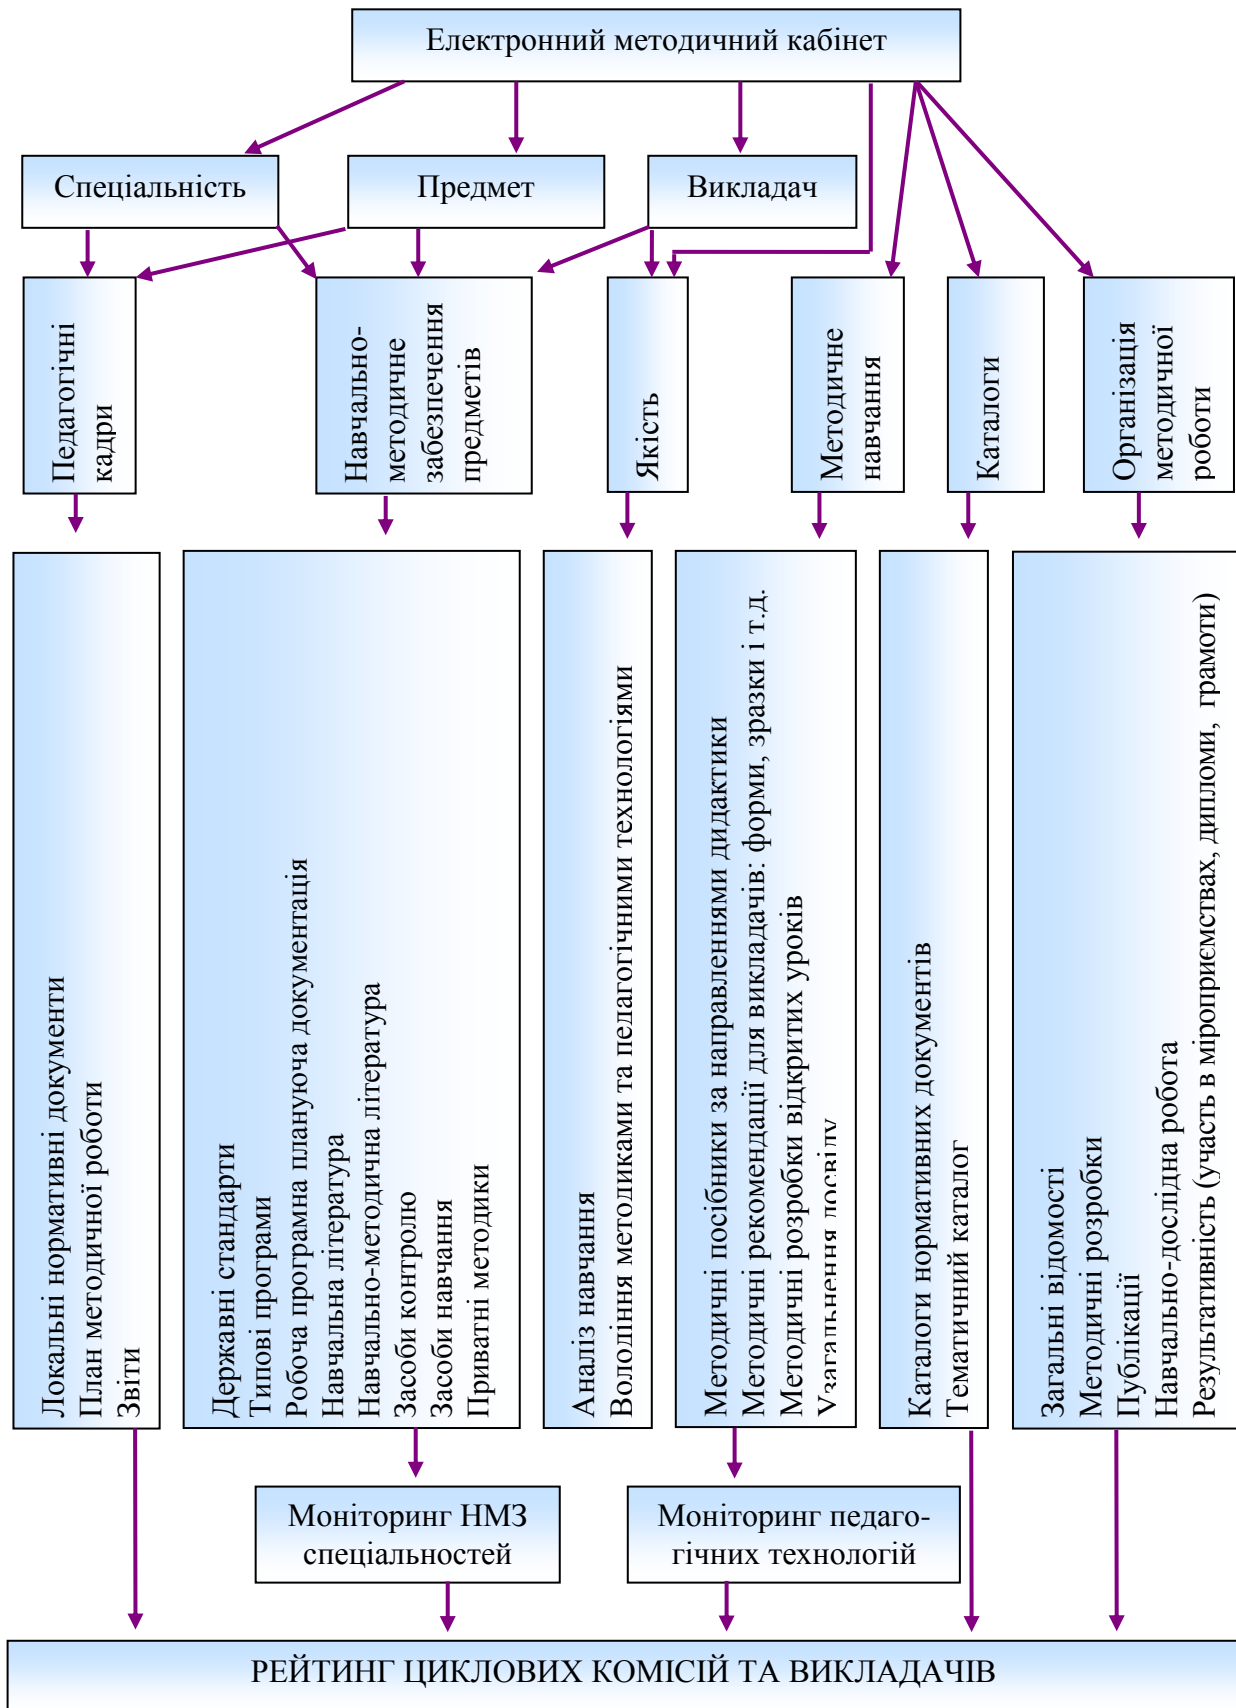 Електронний методичний кабінет
Спеціальність
Предмет
Викладач
Педагогічні
кадри
Навчально-
методичне
забезпечення
предметів
Якість
Методичне
навчання
Каталоги
Організація
методичної
роботи
Локальні нормативні документи
План методичної роботи
Звіти
Державні стандарти
Типові програми
Робоча програмна плануюча документація
Навчальна література
Навчально-методична література
Засоби контролю
Засоби навчання
Приватні методики
Аналіз навчання
Володіння методиками та педагогічними технологіями
Методичні посібники за направленнями дидактики
Методичні рекомендації для викладачів: форми, зразки і т.д.
Методичні розробки відкритих уроків
Узагальнення досвіду
Каталоги нормативних документів
Тематичний каталог
Загальні відомості
Методичні розробки
Публікації
Навчально-дослідна робота
Результативність (участь в міроприємствах, дипломи, грамоти)
Моніторинг НМЗ
спеціальностей
Моніторинг педаго-
гічних технологій
РЕЙТИНГ ЦИКЛОВИХ КОМІСІЙ ТА ВИКЛАДАЧІВ